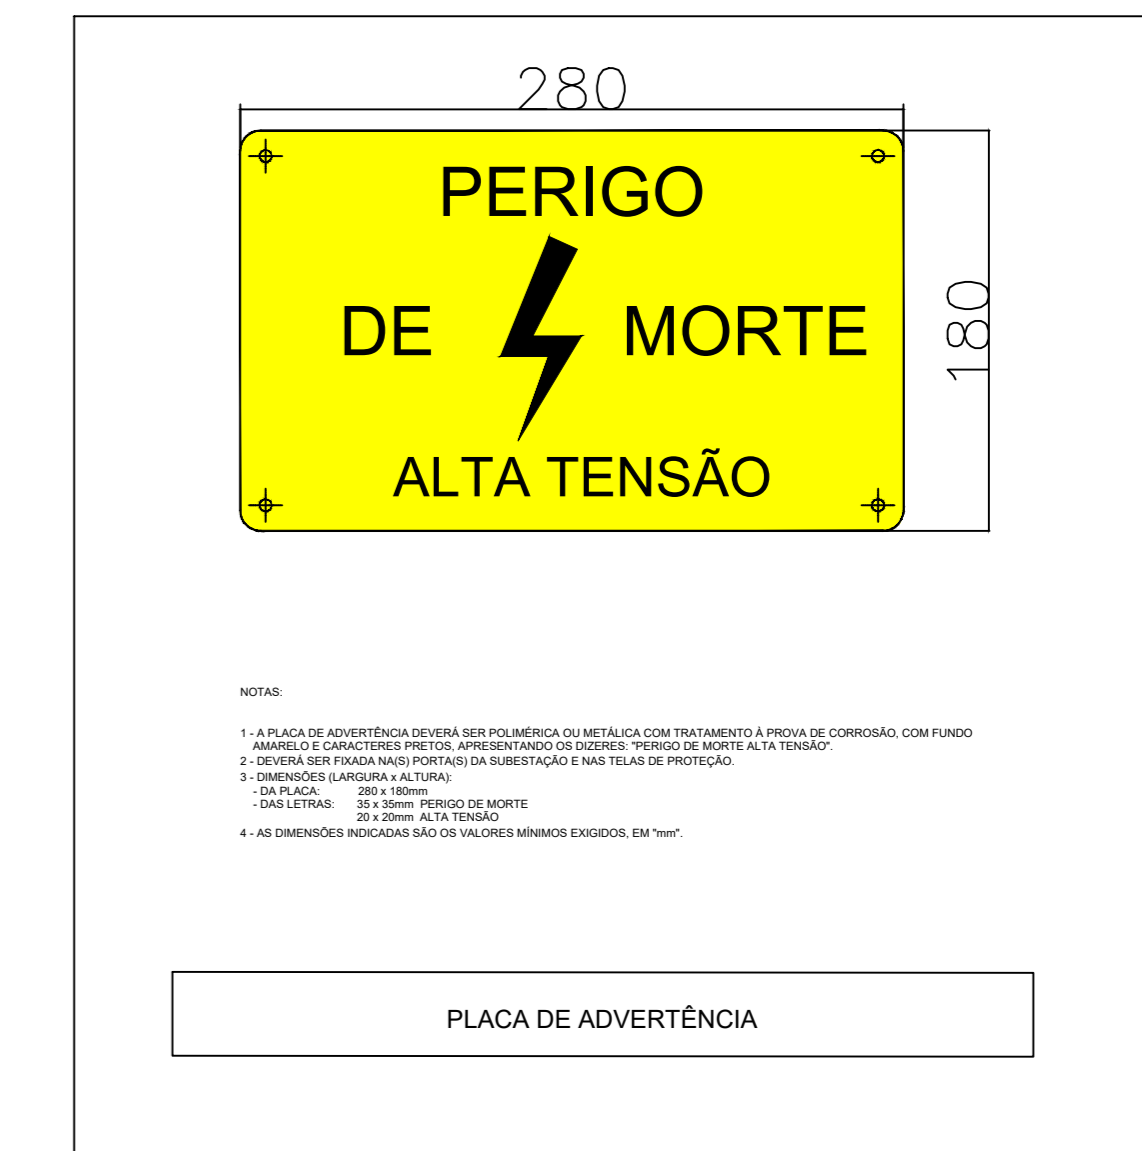 280
PERIGO
DE MORTE
180
ALTA TENSÃO
NOTAS:
1 - A PLACA DE ADVERTÊNCIA DEVERÁ SER POLIMÉRICA OU METÁLICA COM TRATAMENTO À PROVA DE CORROSÃO, COM FUNDO
AMARELO E CARACTERES PRETOS, APRESENTANDO OS DIZERES: "PERIGO DE MORTE ALTA TENSÃO".
2 - DEVERÁ SER FIXADA NA(S) PORTA(S) DA SUBESTAÇÃO E NAS TELAS DE PROTEÇÃO.
3 - DIMENSÕES (LARGURA x ALTURA):
- DA PLACA: 280 x 180mm
- DAS LETRAS: 35 x 35mm PERIGO DE MORTE
20 x 20mm ALTA TENSÃO
4 - AS DIMENSÕES INDICADAS SÃO OS VALORES MÍNIMOS EXIGIDOS, EM "mm".
PLACA DE ADVERTÊNCIA